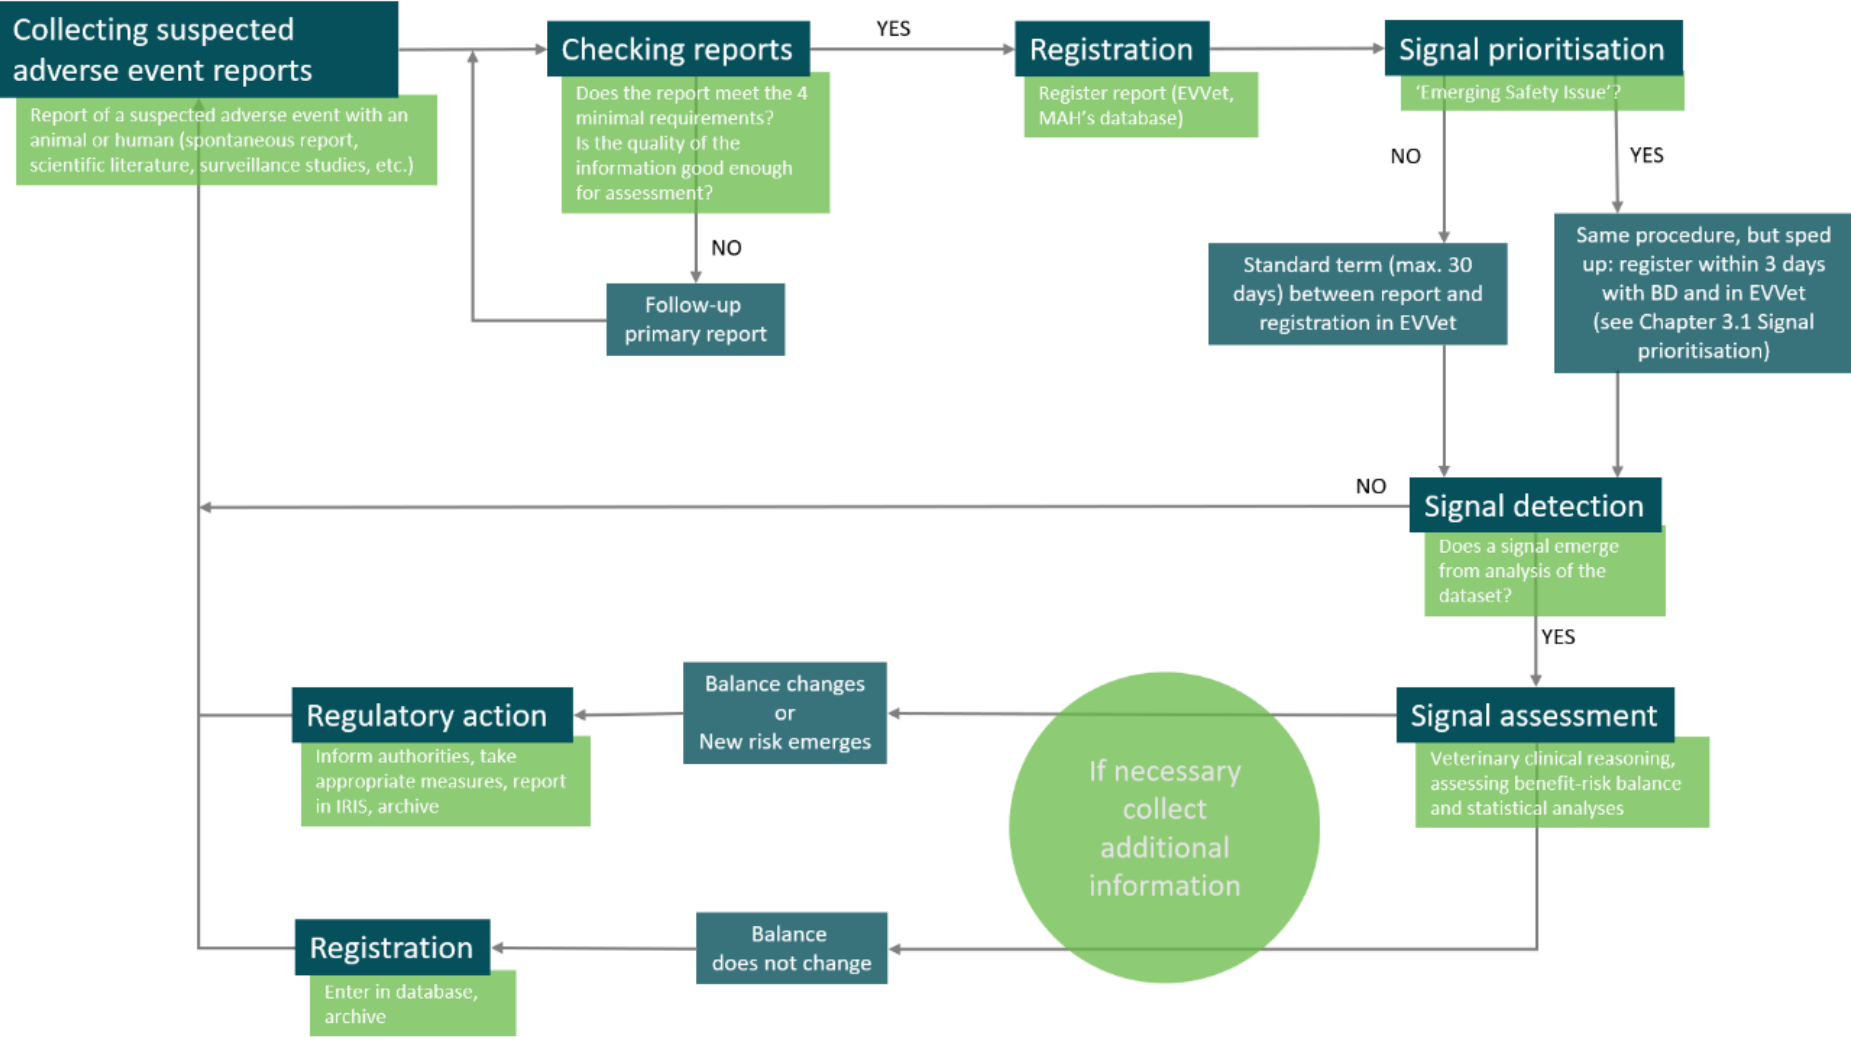 Collecting suspected
adverse event reports
Report of a suspected adverse event with an
animal or human (spontaneous report,
scientific literature, surveillance studies, etc.)
Checking reports
Does the report meet the 4
minimal requirements?
Is the quality of the
information good enough
for assessment?
YES
NO
Follow-up
primary report
Registration
Register report (EVVet,
MAH's database)
Signal prioritisation
'Emerging Safety Issue'?
NO
YES
Standard term (max. 30
days) between report and
registration in EVVet
Same procedure, but sped
up: register within 3 days
with BD and in EVVet
(see Chapter 3.1 Signal
prioritisation)
NO
Signal detection
Does a signal emerge
from analysis of the
dataset?
YES
Signal assessment
Veterinary clinical reasoning,
assessing benefit-risk balance
and statistical analyses
If necessary
collect
additional
information
Balance changes
or
New risk emerges
Regulatory action
Inform authorities, take
appropriate measures, report
in IRIS, archive
Balance
does not change
Registration
Enter in database,
archive